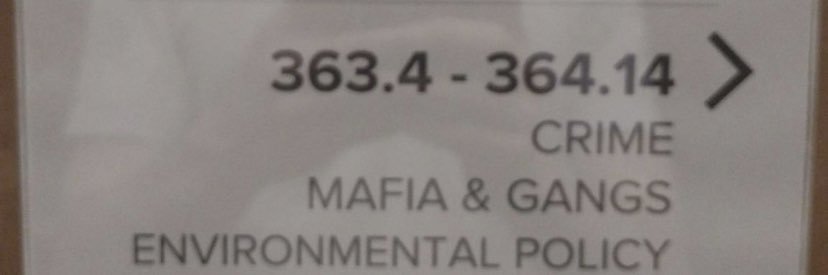 363.4 - 364.14 >
CRIME
MAFIA & GANGS
ENVIRONMENTAL POLICY